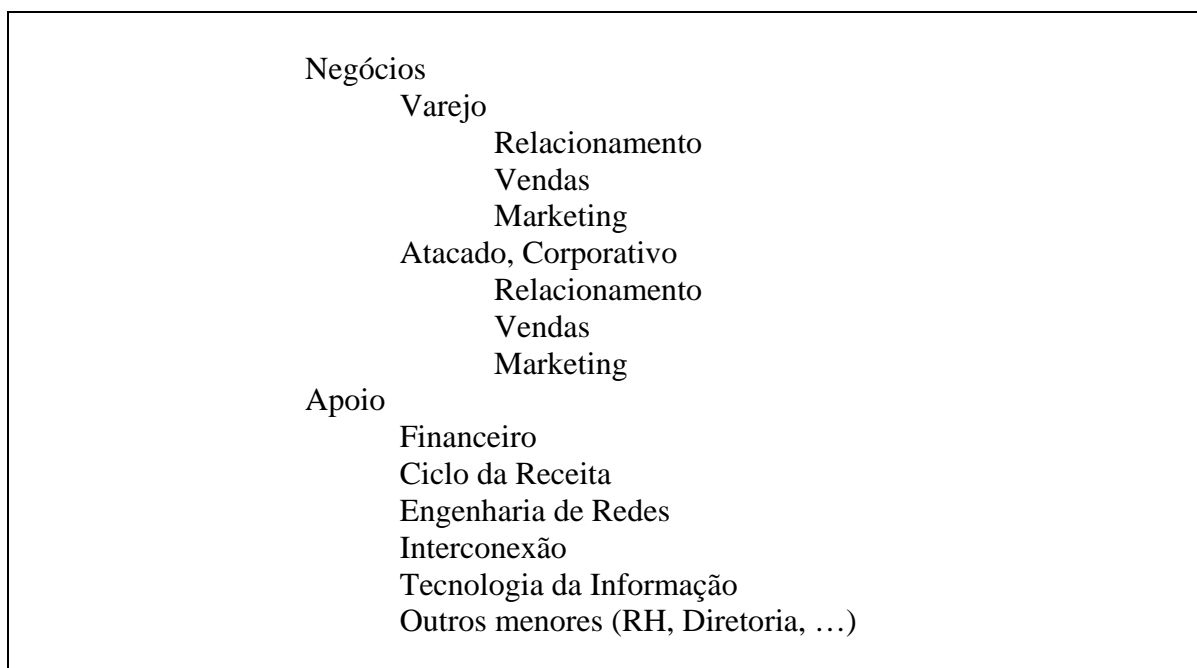 Negócios
Varejo
Relacionamento
Vendas
Marketing
Atacado, Corporativo
Relacionamento
Vendas
Marketing
Apoio
Financeiro
Ciclo da Receita
Engenharia de Redes
Interconexão
Tecnologia da Informação
Outros menores (RH, Diretoria, …)